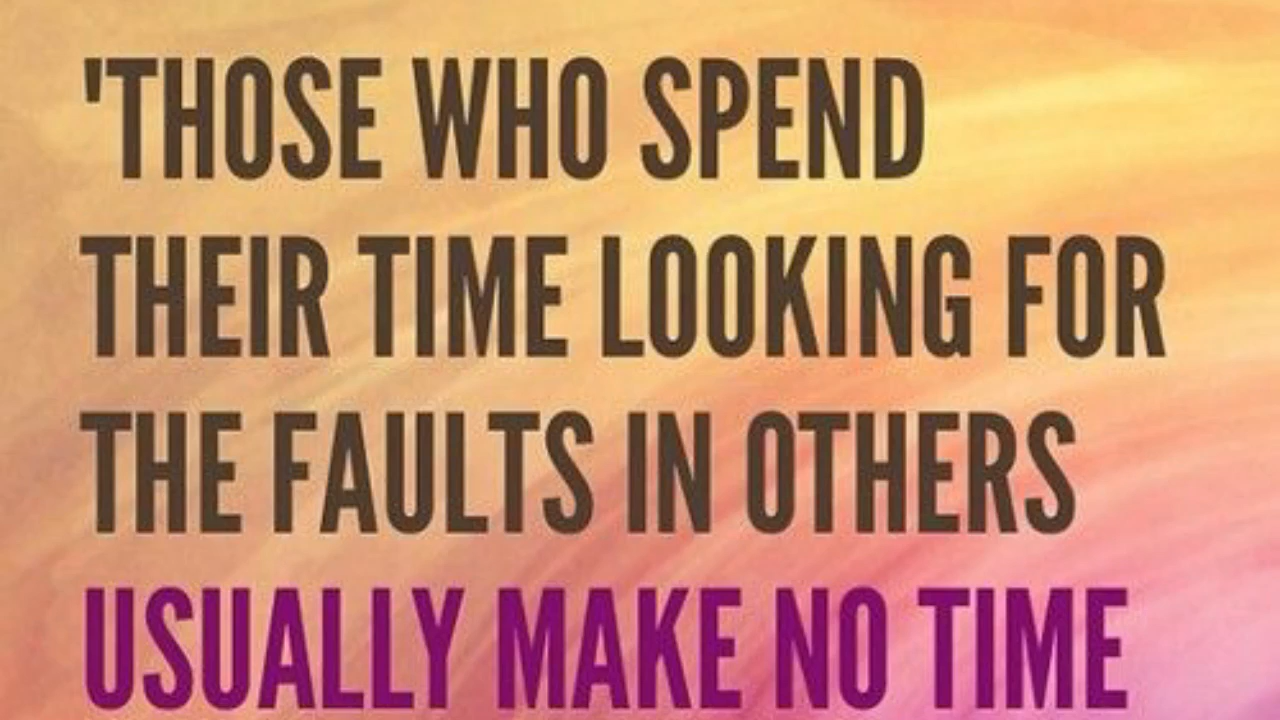 'THOSE WHO SPEND
THEIR TIME LOOKING FOR
THE FAULTS IN OTHERS
USUALLY MAKE NO TIME